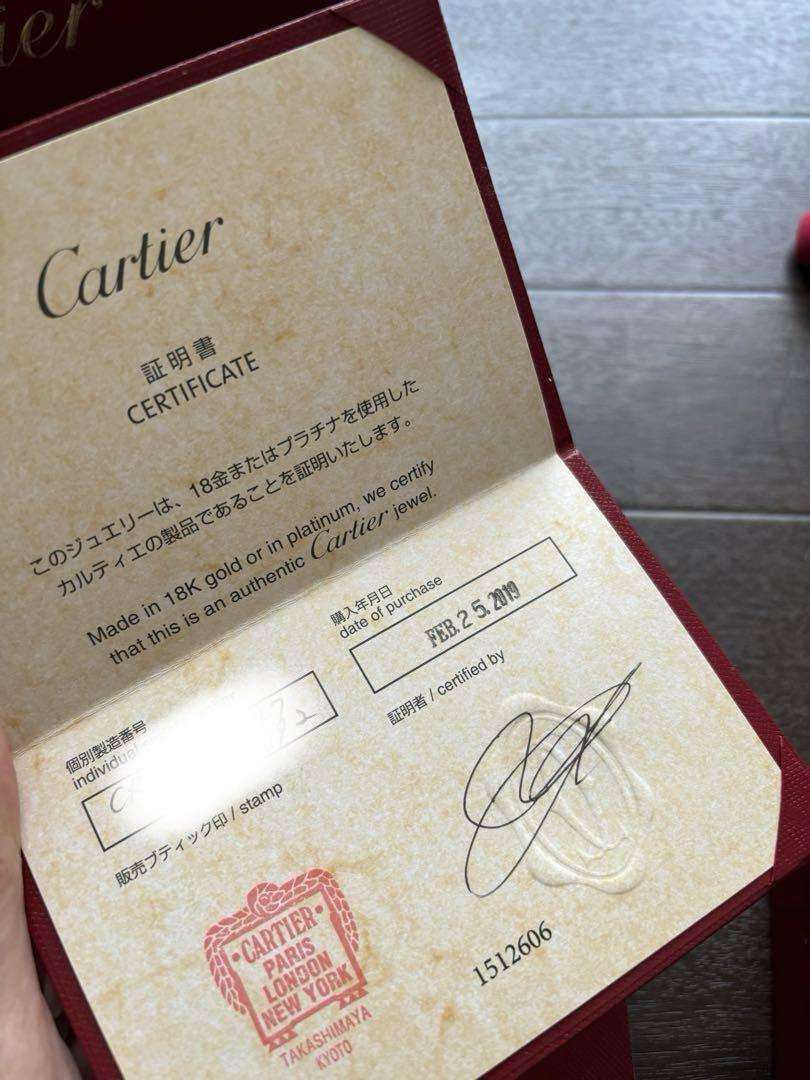 Cartier
証明書
CERTIFICATE
このジュエリーは、18金またはプラチナを使用した
カルティエの製品であることを証明いたします。
Made in 18K gold or in platinum, we certify
that this is an authentic Cartier jewel.
購入年月日
date of purchase
FEB.25.2019
個別製造番号
individual
証明者 / certified by
販売ブティック印 / stamp
CARTIER
PARIS
LONDON
NEW YORK
TAKASHIMAYA
KYOTO
1512606